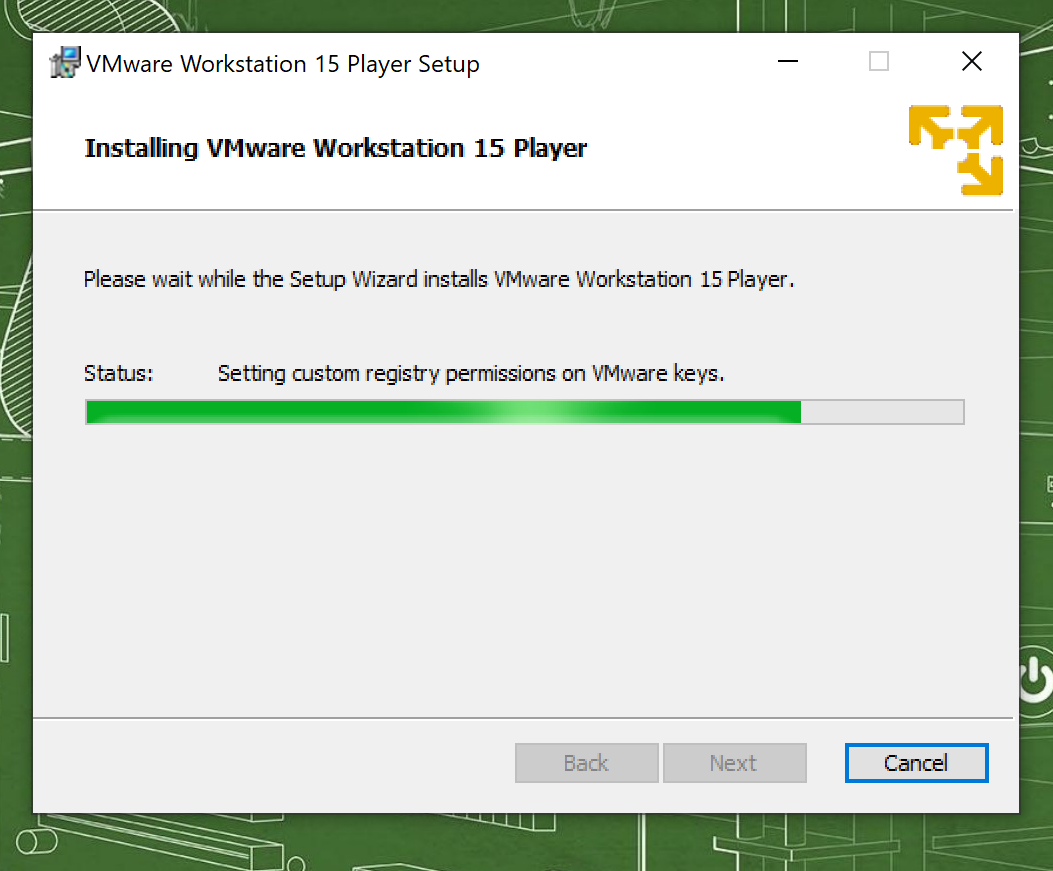 VMware Workstation 15 Player Setup
Installing VMware Workstation 15 Player
Please wait while the Setup Wizard installs VMware Workstation 15 Player.
Status: Setting custom registry permissions on VMware keys.
Back Next Cancel